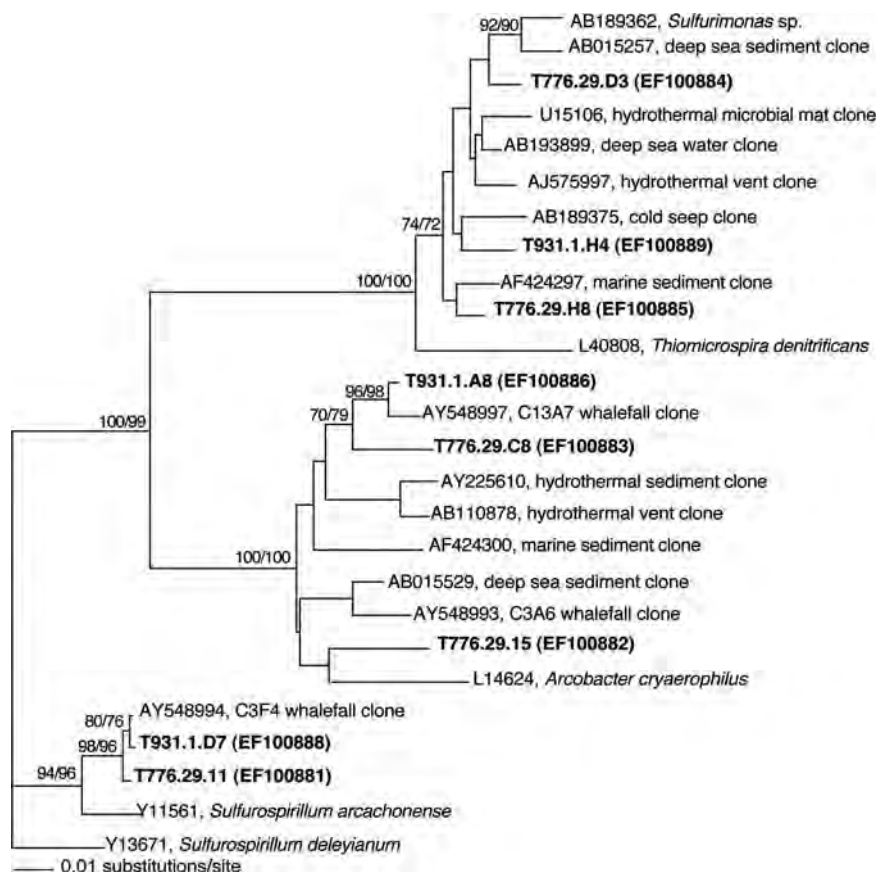 92/90
AB189362, Sulfurimonas sp.
AB015257, deep sea sediment clone
T776.29.D3 (EF100884)
U15106, hydrothermal microbial mat clone
AB193899, deep sea water clone
AJ575997, hydrothermal vent clone
74/72
AB189375, cold seep clone
T931.1.H4 (EF100889)
100/100
AF424297, marine sediment clone
T776.29.H8 (EF100885)
L40808, Thiomicrospira denitrificans
96/98
T931.1.A8 (EF100886)
70/79
AY548997, C13A7 whalefall clone
100/99
T776.29.C8 (EF100883)
AY225610, hydrothermal sediment clone
AB110878, hydrothermal vent clone
100/100
AF424300, marine sediment clone
AB015529, deep sea sediment clone
AY548993, C3A6 whalefall clone
T776.29.15 (EF100882)
L14624, Arcobacter cryaerophilus
AY548994, C3F4 whalefall clone
80/76
T931.1.D7 (EF100888)
98/96
94/96
T776.29.11 (EF100881)
Y11561, Sulfurospirillum arcachonense
Y13671, Sulfurospirillum deleyianum
0.01 substitutions/site